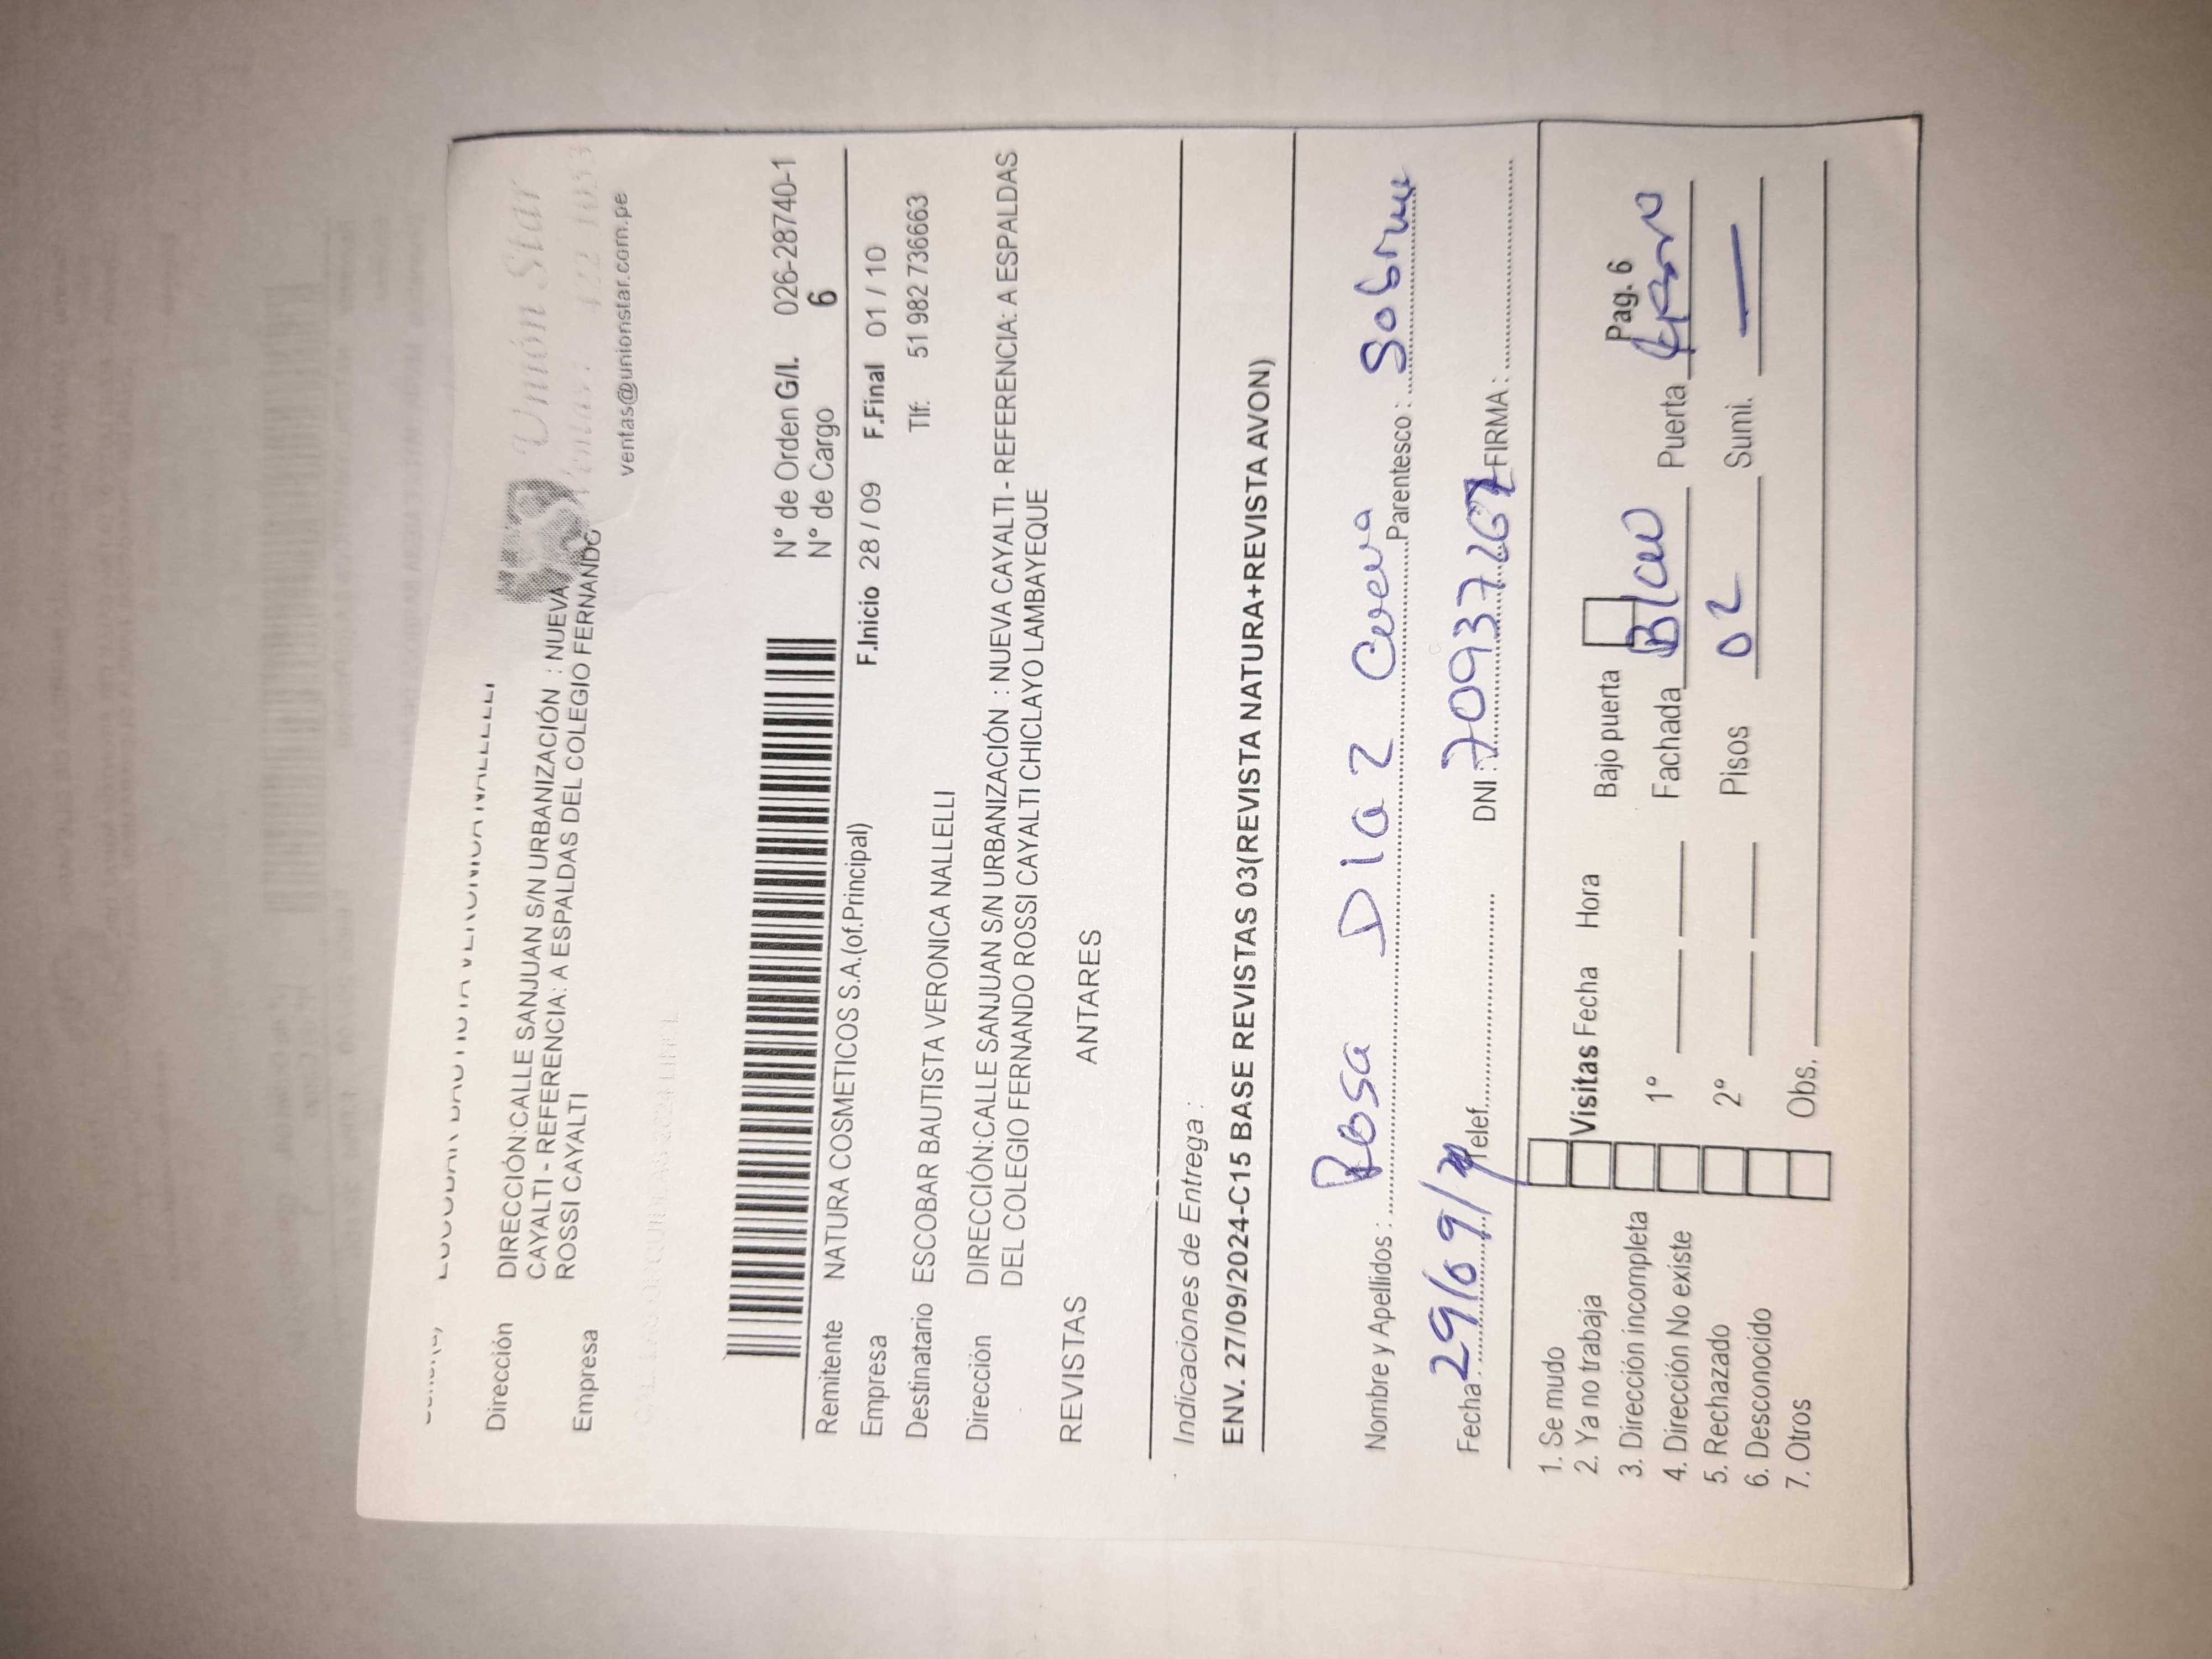 Unión Star
ventas@unionstar.com.pe
Dirección DIRECCIÓN:CALLE SANJUAN S/N URBANIZACIÓN : NUEVA
CAYALTI - REFERENCIA: A ESPALDAS DEL COLEGIO FERNANDO
ROSSI CAYALTI
Empresa
N° de Orden G/I. 026-28740-1
N° de Cargo 6
Remitente NATURA COSMETICOS S.A.(of.Principal)
Empresa F.Inicio 28 / 09 F.Final 01 / 10
Destinatario ESCOBAR BAUTISTA VERONICA NALLELLI Tlf: 51 982 736663
Dirección DIRECCIÓN:CALLE SANJUAN S/N URBANIZACIÓN : NUEVA CAYALTI - REFERENCIA: A ESPALDAS
DEL COLEGIO FERNANDO ROSSI CAYALTI CHICLAYO LAMBAYEQUE
REVISTAS ANTARES
Indicaciones de Entrega :
ENV. 27/09/2024-C15 BASE REVISTAS 03(REVISTA NATURA+REVISTA AVON)
Nombre y Apellidos : Rosa Diaz Cueva Parentesco :
Fecha : 29/09/ Telef. DNI : FIRMA :
1. Se mudo
2. Ya no trabaja
3. Dirección incompleta
4. Dirección No existe
5. Rechazado
6. Desconocido
7. Otros
Visitas Fecha Hora
1°
2°
Obs.
Bajo puerta Pag. 6
Fachada Puerta
Pisos 02 Sumi. —